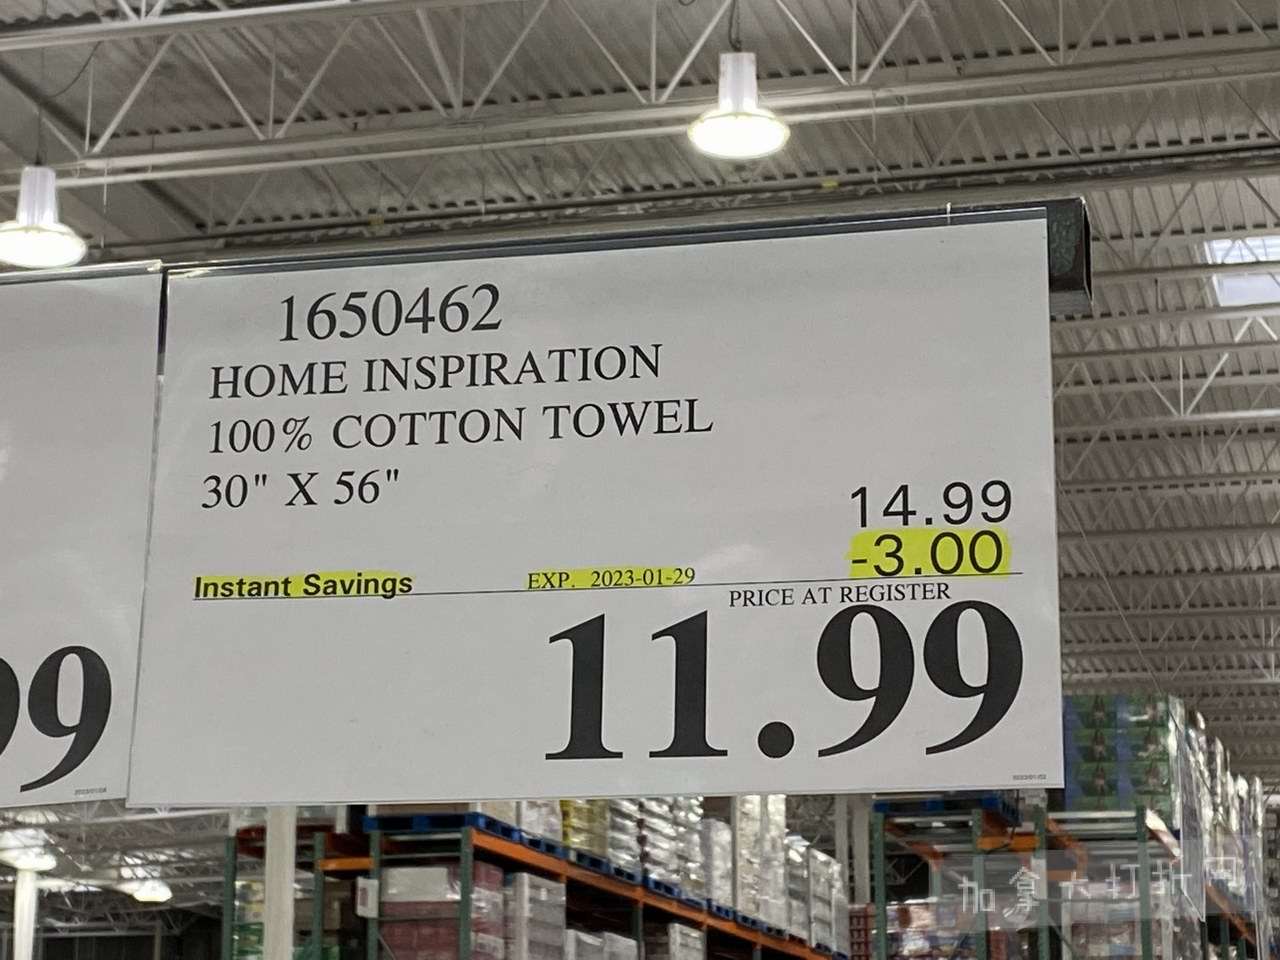 1650462
HOME INSPIRATION
100% COTTON TOWEL
30" X 56"
14.99
-3.00
Instant Savings EXP. 2023-01-29
PRICE AT REGISTER
11.99
99
加拿大打折网